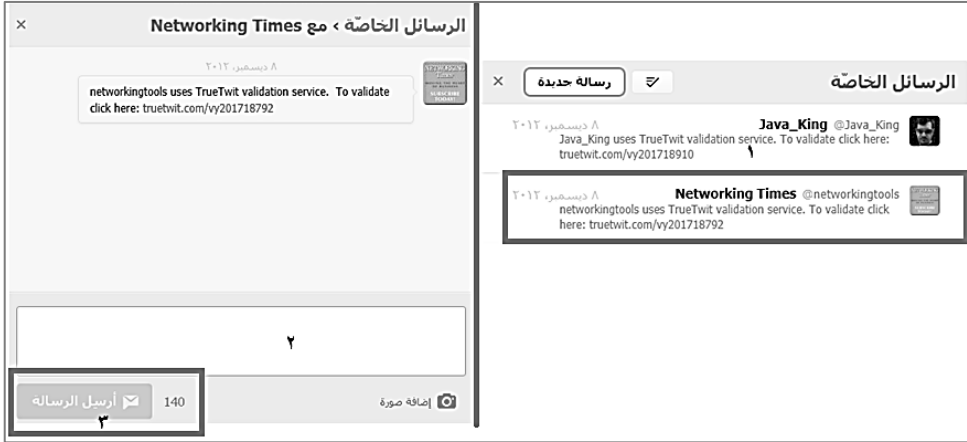 الرسائل الخاصّة
رسالة جديدة
×
Java_King @Java_King
٨ ديسمبر، ٢٠١٢
Java_King uses TrueTwit validation service. To validate click here:
truetwit.com/vy201718910
١
Networking Times @networkingtools
٨ ديسمبر، ٢٠١٢
networkingtools uses TrueTwit validation service. To validate click
here: truetwit.com/vy201718792
الرسائل الخاصّة › مع Networking Times
×
٨ ديسمبر، ٢٠١٢
networkingtools uses TrueTwit validation service. To validate
click here: truetwit.com/vy201718792
٢
إضافة صورة
140
أرسِل الرسالة
٣